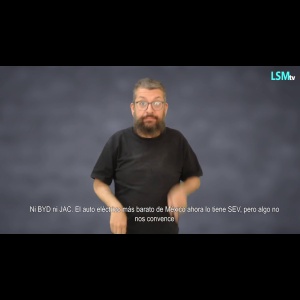 LSMtv
Ni BYD ni JAC. El auto eléctrico más barato de México ahora lo tiene SEV, pero algo no
nos convence